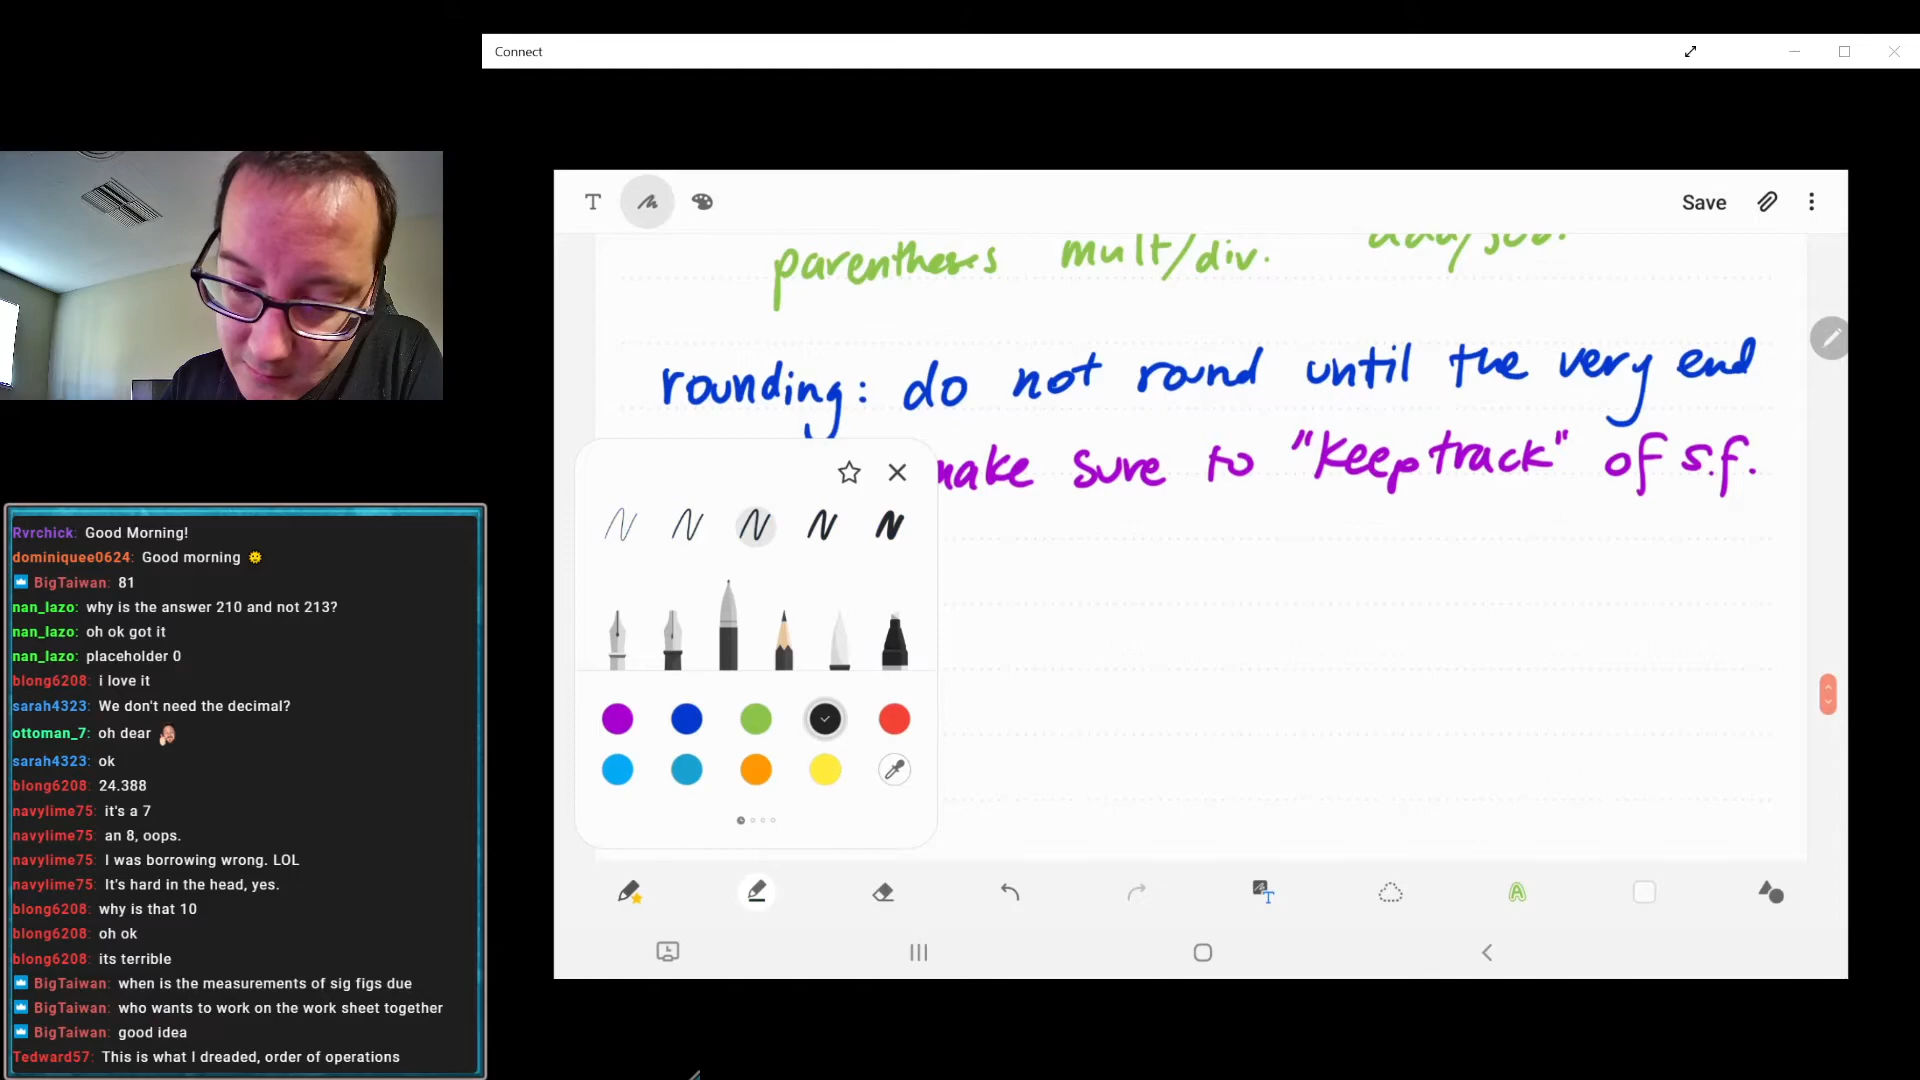 Connect
T
Save
parentheses mult/div. add/sub.
rounding: do not round until the very end
make sure to "keep track" of s.f.
Rvrchick: Good Morning!
dominiquee0624: Good morning
BigTaiwan: 81
nan_lazo: why is the answer 210 and not 213?
nan_lazo: oh ok got it
nan_lazo: placeholder 0
blong6208: i love it
sarah4323: We don't need the decimal?
ottoman_7: oh dear
sarah4323: ok
blong6208: 24.388
navylime75: it's a 7
navylime75: an 8, oops.
navylime75: I was borrowing wrong. LOL
navylime75: It's hard in the head, yes.
blong6208: why is that 10
blong6208: oh ok
blong6208: its terrible
BigTaiwan: when is the measurements of sig figs due
BigTaiwan: who wants to work on the work sheet together
BigTaiwan: good idea
Tedward57: This is what I dreaded, order of operations